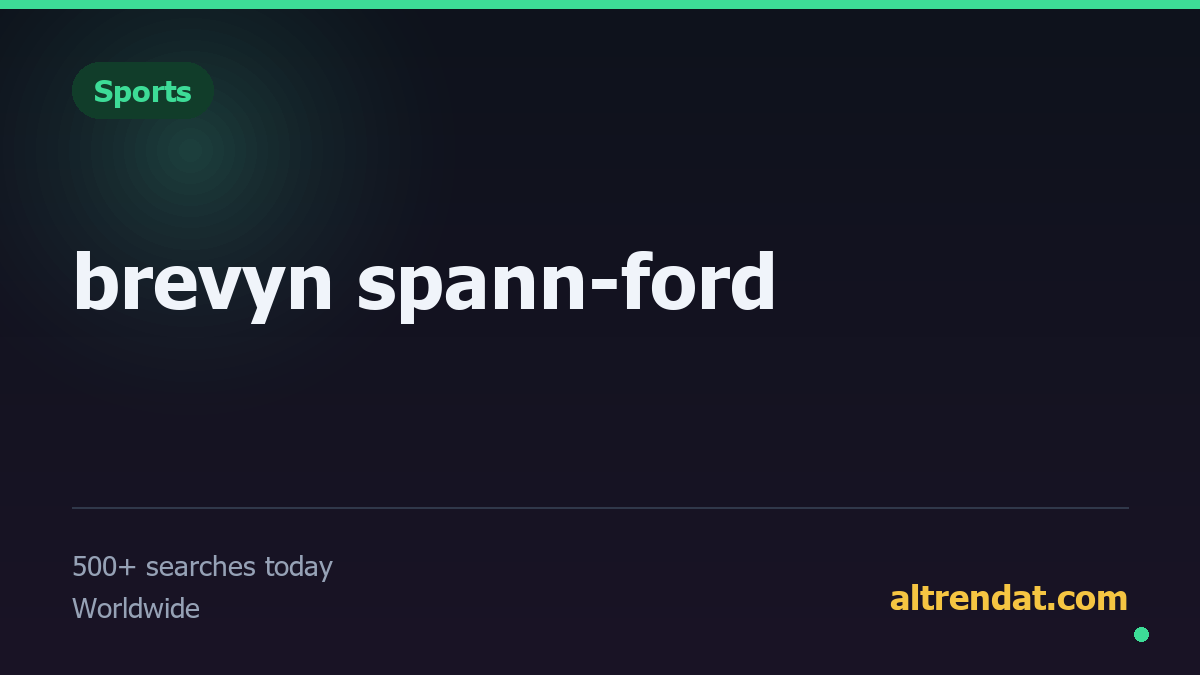 Sports
brevyn spann-ford
500+ searches today
Worldwide
altrendat.com